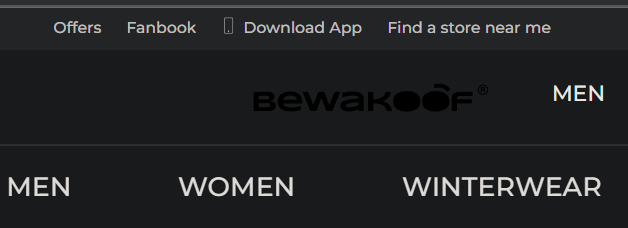 Offers Fanbook Download App Find a store near me
BEWAKOOF® MEN
MEN WOMEN WINTERWEAR